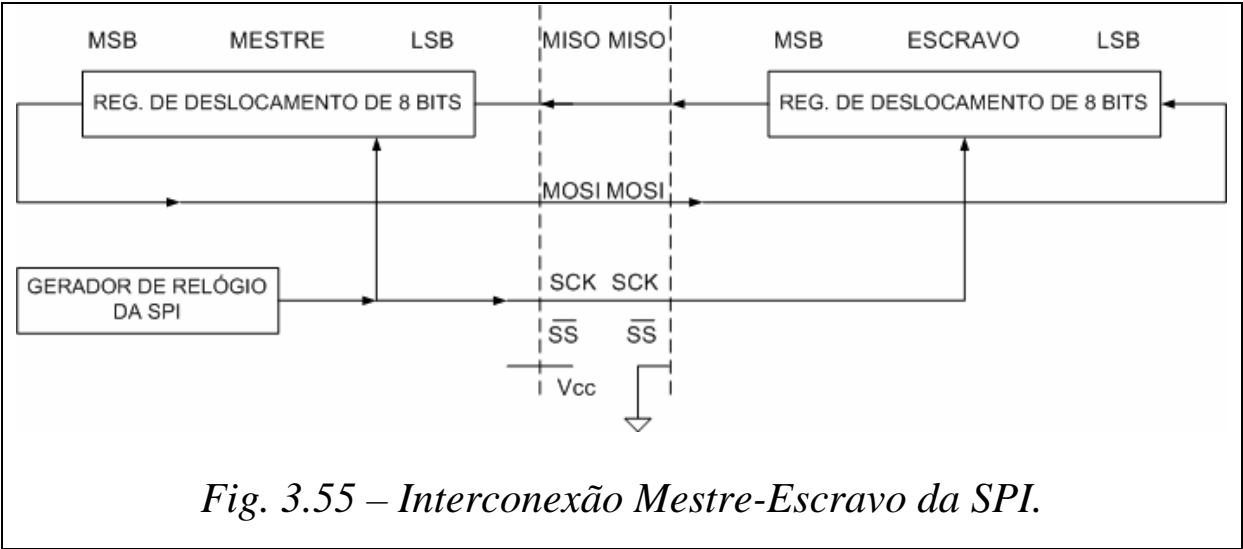 MSB MESTRE LSB MISO MISO MSB ESCRAVO LSB
REG. DE DESLOCAMENTO DE 8 BITS REG. DE DESLOCAMENTO DE 8 BITS
MOSI MOSI
GERADOR DE RELÓGIO
DA SPI
SCK SCK
S̅S̅ S̅S̅
Vcc
Fig. 3.55 – Interconexão Mestre-Escravo da SPI.